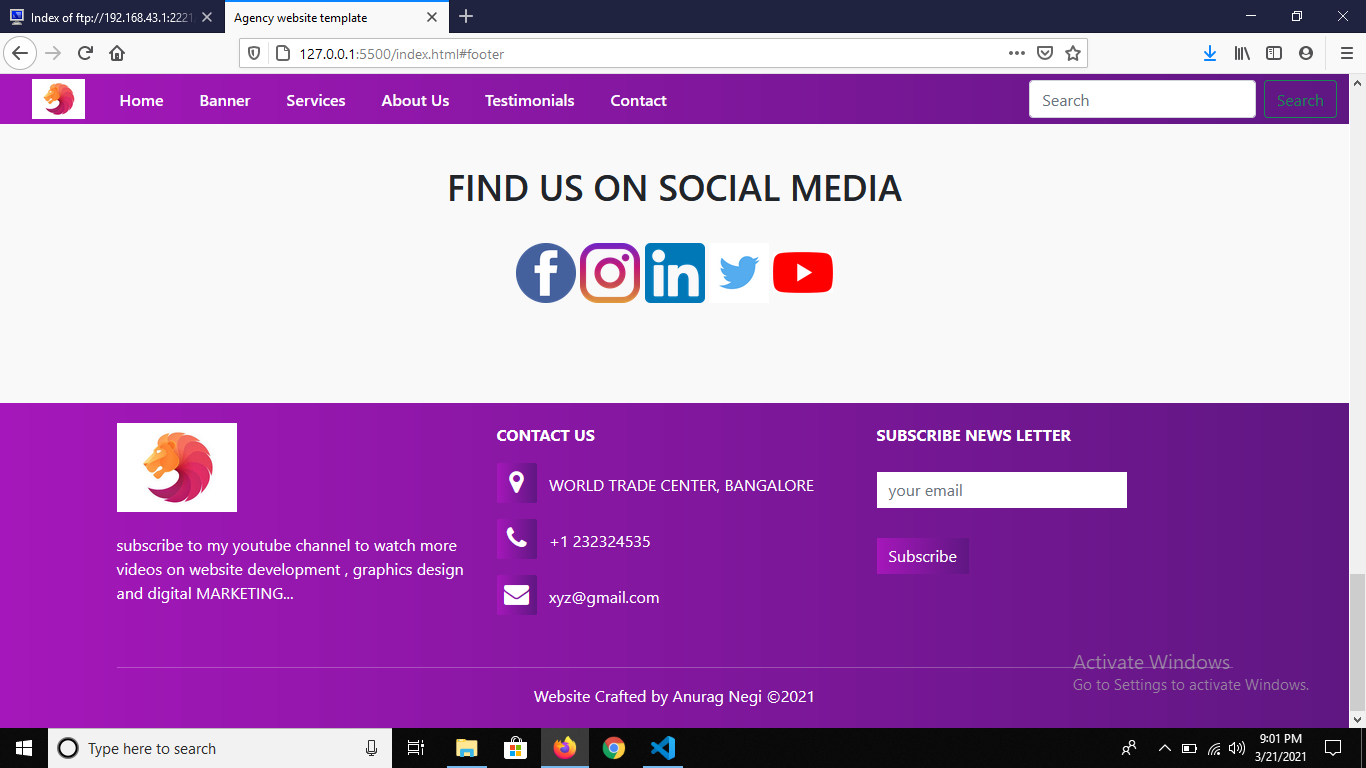 Index of ftp://192.168.43.1:2221
Agency website template
127.0.0.1:5500/index.html#footer
Home
Banner
Services
About Us
Testimonials
Contact
Search
Search
FIND US ON SOCIAL MEDIA
f
in
subscribe to my youtube channel to watch more
videos on website development , graphics design
and digital MARKETING...
CONTACT US
WORLD TRADE CENTER, BANGALORE
+1 232324535
xyz@gmail.com
SUBSCRIBE NEWS LETTER
your email
Subscribe
Activate Windows
Go to Settings to activate Windows.
Website Crafted by Anurag Negi ©2021
Type here to search
9:01 PM
3/21/2021